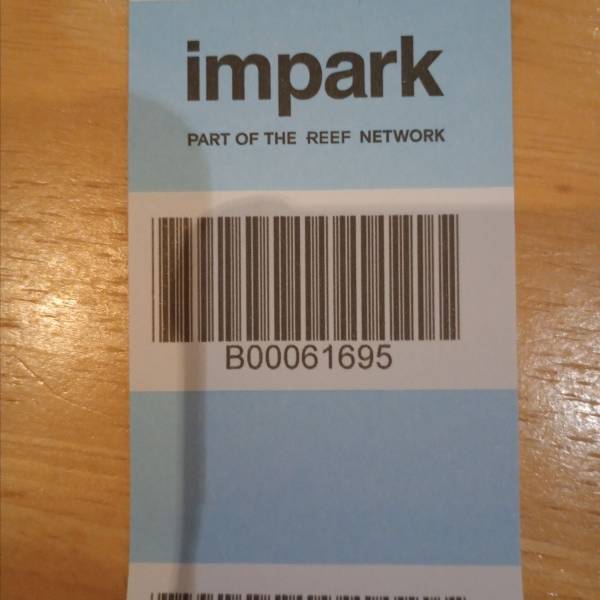 impark
PART OF THE REEF NETWORK
B00061695